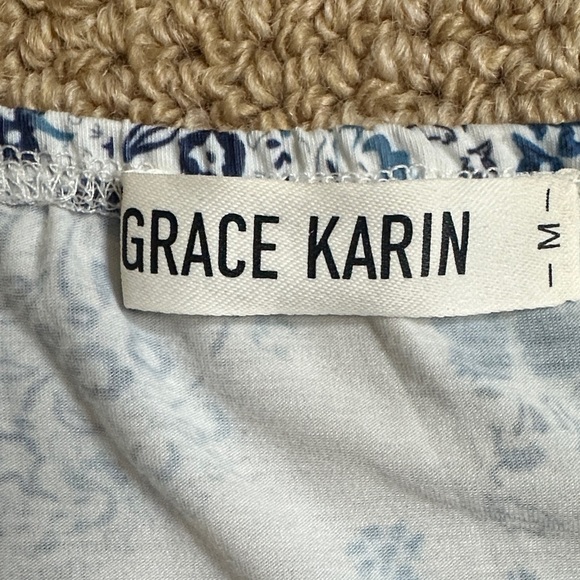 GRACE KARIN
– M –